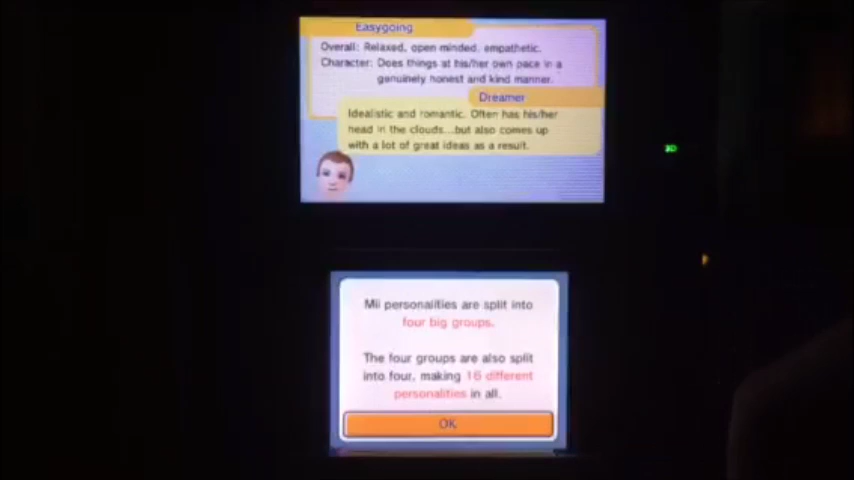 Easygoing
Overall: Relaxed, open minded, empathetic.
Character: Does things at his/her own pace in a
genuinely honest and kind manner.
Dreamer
Idealistic and romantic. Often has his/her
head in the clouds...but also comes up
with a lot of great ideas as a result.
3D
Mii personalities are split into
four big groups.
The four groups are also split
into four, making 16 different
personalities in all.
OK